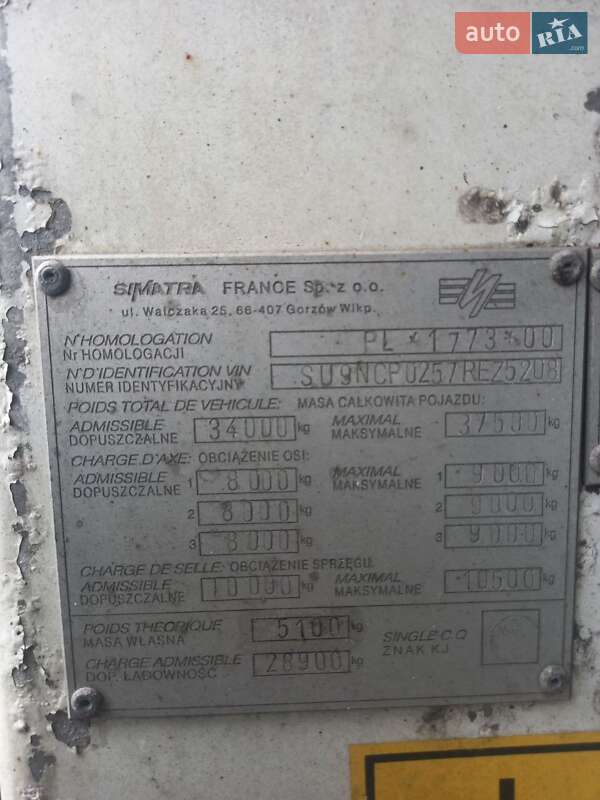 auto RIA .com
SIMATRA FRANCE Sp. z o.o.
ul. Walczaka 25, 66-407 Gorzów Wlkp.
N°HOMOLOGATION
Nr HOMOLOGACJI
PL * 1773 * 00
N°D'IDENTIFICATION VIN
NUMER IDENTYFIKACYJNY
SU9NCP0257REZ5208
POIDS TOTAL DE VEHICULE: MASA CAŁKOWITA POJAZDU:
ADMISSIBLE
DOPUSZCZALNE
34000 kg
MAXIMAL
MAKSYMALNE
37500 kg
CHARGE D'AXE: OBCIĄŻENIE OSI:
ADMISSIBLE
DOPUSZCZALNE
1 8000 kg
MAXIMAL
MAKSYMALNE
1 9000 kg
2 8000 kg
2 9000 kg
3 8000 kg
3 9000 kg
CHARGE DE SELLE: OBCIĄŻENIE SPRZĘGU:
ADMISSIBLE
DOPUSZCZALNE
10000 kg
MAXIMAL
MAKSYMALNE
10500 kg
POIDS THEORIQUE
MASA WŁASNA
5100 kg
SINGLE C.Q
ZNAK KJ
CHARGE ADMISSIBLE
DOP. ŁADOWNOŚĆ
28900 kg